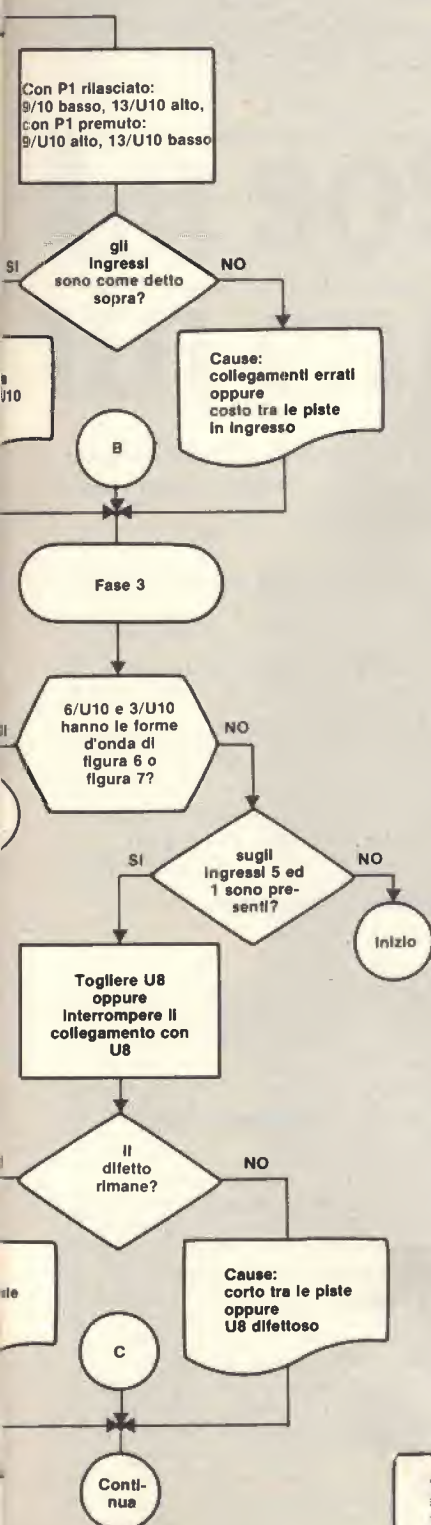 Con P1 rilasciato:
9/10 basso, 13/U10 alto,
con P1 premuto:
9/U10 alto, 13/U10 basso
gli
ingressi
sono come detto
sopra?
SI
NO
U10
Cause:
collegamenti errati
oppure
costo tra le piste
in ingresso
B
Fase 3
6/U10 e 3/U10
hanno le forme
d'onda di
figura 6 o
figura 7?
NO
sugli
ingressi 5 ed
1 sono pre-
senti?
SI
NO
Inizio
Togliere U8
oppure
interrompere il
collegamento con
U8
il
difetto
rimane?
NO
Cause:
corto tra le piste
oppure
U8 difettoso
C
Conti-
nua